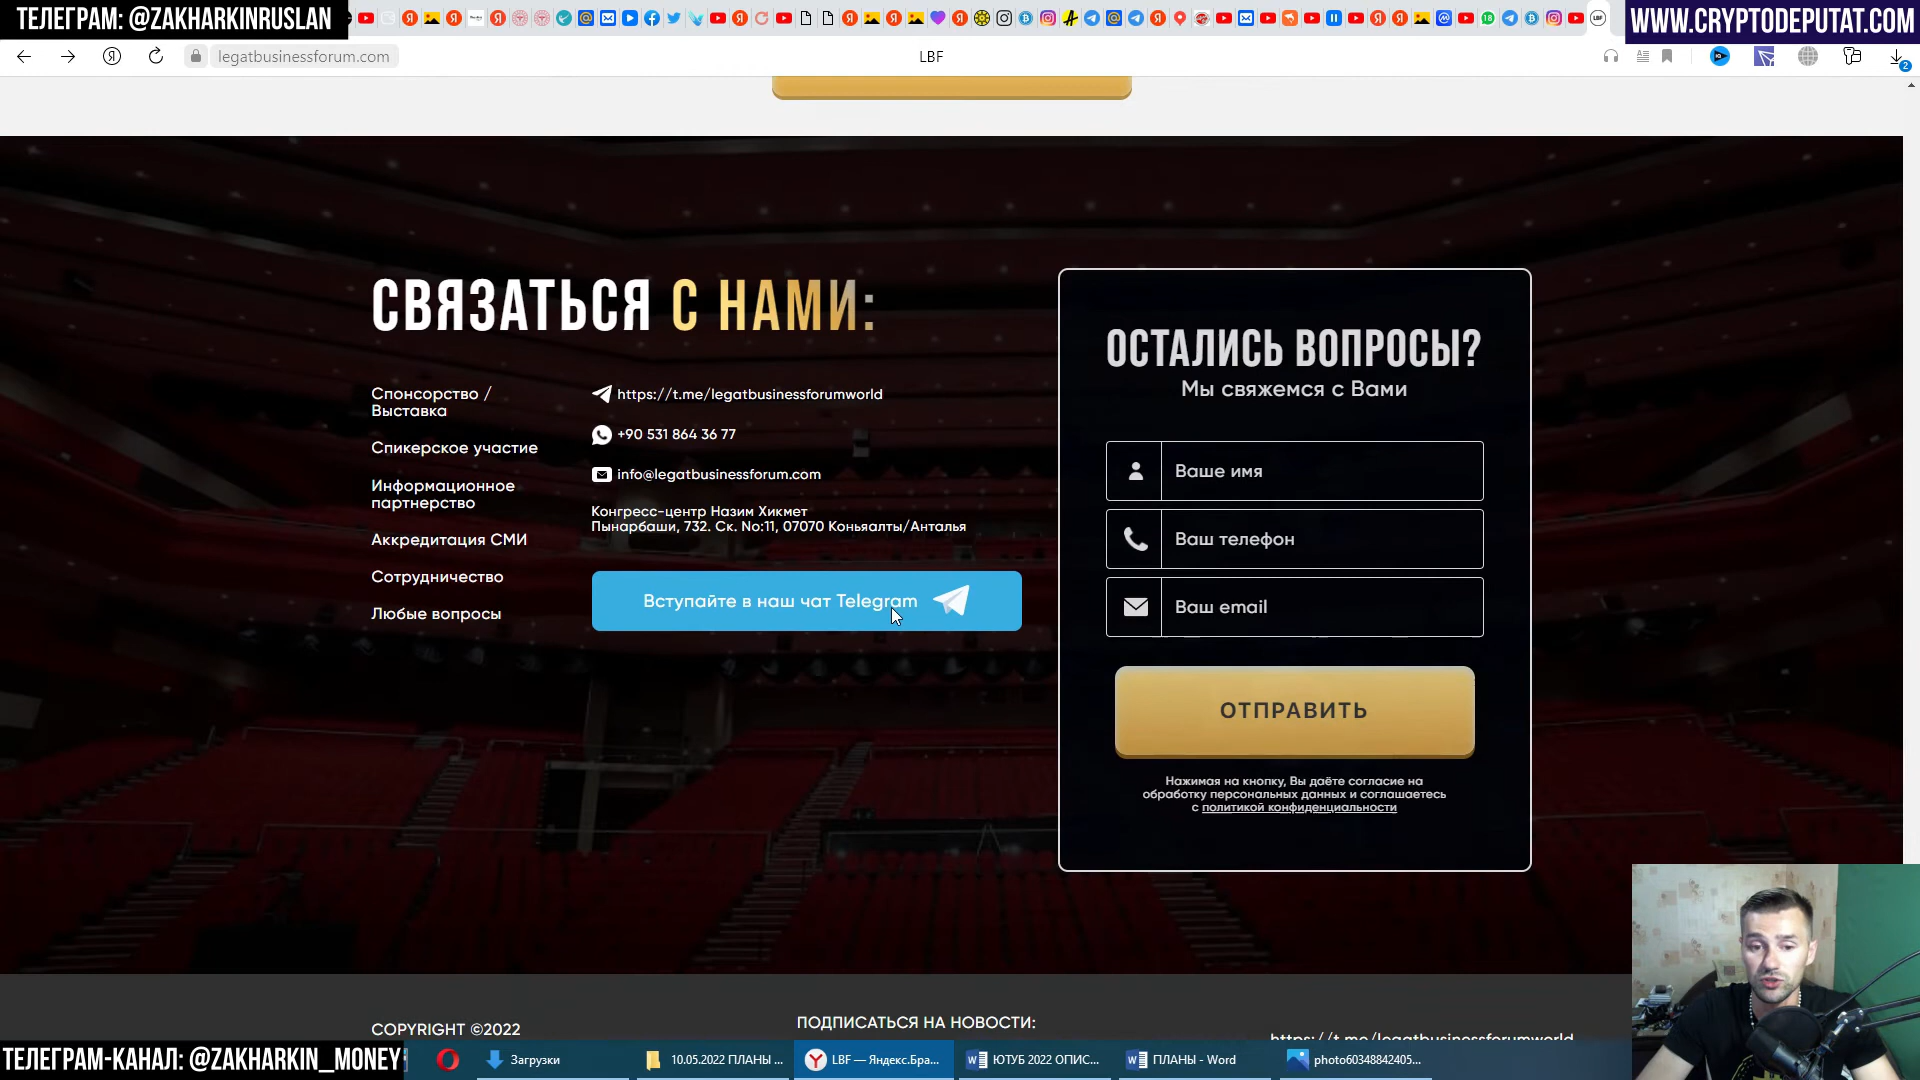 ТЕЛЕГРАМ: @ZAKHARKINRUSLAN
WWW.CRYPTODEPUTAT.COM
legatbusinessforum.com
LBF
2
СВЯЗАТЬСЯ С НАМИ:
Спонсорство /
Выставка
Спикерское участие
Информационное
партнерство
Аккредитация СМИ
Сотрудничество
Любые вопросы
https://t.me/legatbusinessforumworld
+90 531 864 36 77
info@legatbusinessforum.com
Конгресс-центр Назим Хикмет
Пынарбаши, 732. Ск. No:11, 07070 Коньяалты/Анталья
Вступайте в наш чат Telegram
ОСТАЛИСЬ ВОПРОСЫ?
Мы свяжемся с Вами
Ваше имя
Ваш телефон
Ваш email
ОТПРАВИТЬ
Нажимая на кнопку, Вы даёте согласие на
обработку персональных данных и соглашаетесь
с политикой конфиденциальности
COPYRIGHT ©2022
ПОДПИСАТЬСЯ НА НОВОСТИ:
https://t.me/legatbusinessforumworld
ТЕЛЕГРАМ-КАНАЛ: @ZAKHARKIN_MONEY
Загрузки
10.05.2022 ПЛАНЫ ...
LBF — Яндекс.Бра...
ЮТУБ 2022 ОПИС...
ПЛАНЫ - Word
photo60348842405...